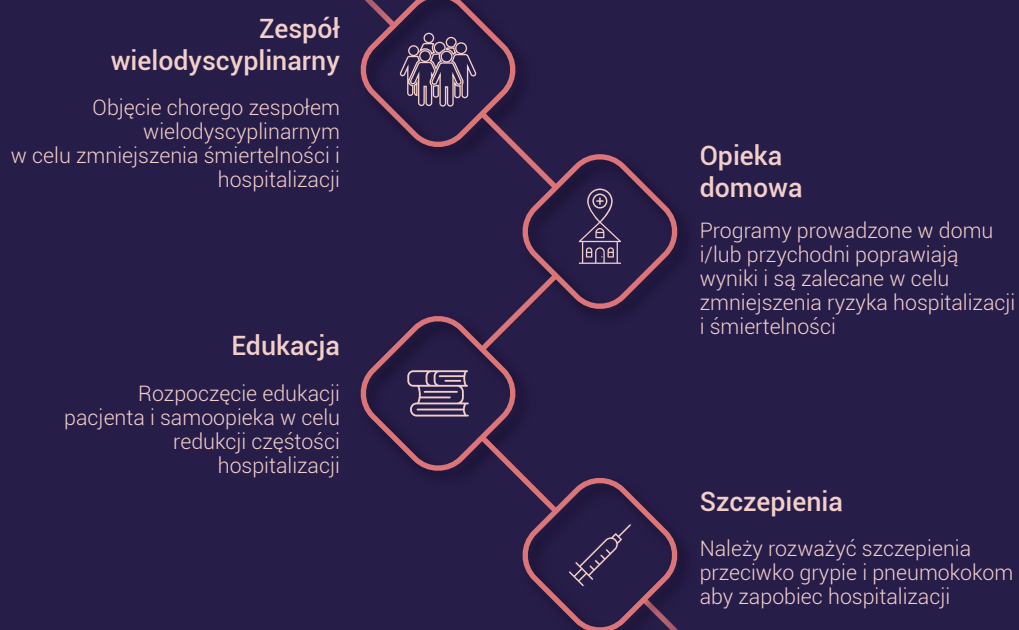 Zespół
wielodyscyplinarny
Objęcie chorego zespołem
wielodyscyplinarnym
w celu zmniejszenia śmiertelności i
hospitalizacji
Opieka
domowa
Programy prowadzone w domu
i/lub przychodni poprawiają
wyniki i są zalecane w celu
zmniejszenia ryzyka hospitalizacji
i śmiertelności
Edukacja
Rozpoczęcie edukacji
pacjenta i samoopieka w celu
redukcji częśtości
hospitalizacji
Szczepienia
Należy rozważyć szczepienia
przeciwko grypie i pneumokokom
aby zapobiec hospitalizacji